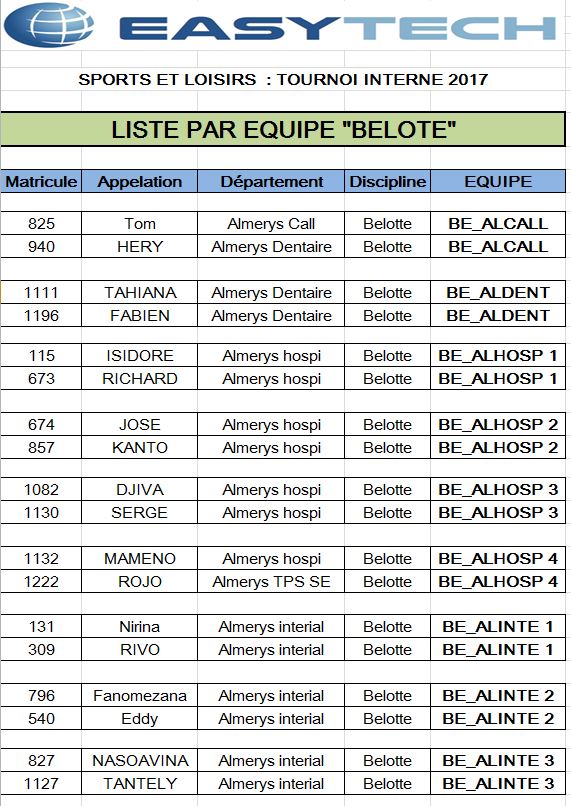 EASYTECH
SPORTS ET LOISIRS : TOURNOI INTERNE 2017
LISTE PAR EQUIPE "BELOTE"
Matricule Appelation Département Discipline EQUIPE
825 Tom Almerys Call Belotte BE_ALCALL
940 HERY Almerys Dentaire Belotte BE_ALCALL
1111 TAHIANA Almerys Dentaire Belotte BE_ALDENT
1196 FABIEN Almerys Dentaire Belotte BE_ALDENT
115 ISIDORE Almerys hospi Belotte BE_ALHOSP 1
673 RICHARD Almerys hospi Belotte BE_ALHOSP 1
674 JOSE Almerys hospi Belotte BE_ALHOSP 2
857 KANTO Almerys hospi Belotte BE_ALHOSP 2
1082 DJIVA Almerys hospi Belotte BE_ALHOSP 3
1130 SERGE Almerys hospi Belotte BE_ALHOSP 3
1132 MAMENO Almerys hospi Belotte BE_ALHOSP 4
1222 ROJO Almerys TPS SE Belotte BE_ALHOSP 4
131 Nirina Almerys interial Belotte BE_ALINTE 1
309 RIVO Almerys interial Belotte BE_ALINTE 1
796 Fanomezana Almerys interial Belotte BE_ALINTE 2
540 Eddy Almerys interial Belotte BE_ALINTE 2
827 NASOAVINA Almerys interial Belotte BE_ALINTE 3
1127 TANTELY Almerys interial Belotte BE_ALINTE 3